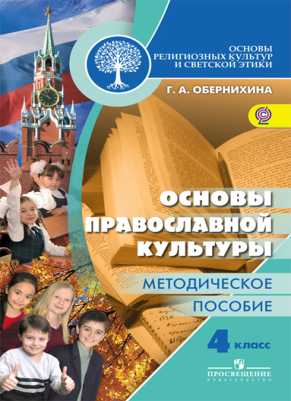 ОСНОВЫ
РЕЛИГИОЗНЫХ КУЛЬТУР
И СВЕТСКОЙ ЭТИКИ
Г. А. ОБЕРНИХИНА
ОСНОВЫ
ПРАВОСЛАВНОЙ
КУЛЬТУРЫ
МЕТОДИЧЕСКОЕ
ПОСОБИЕ
4 класс
ПРОСВЕЩЕНИЕ
ИЗДАТЕЛЬСТВО